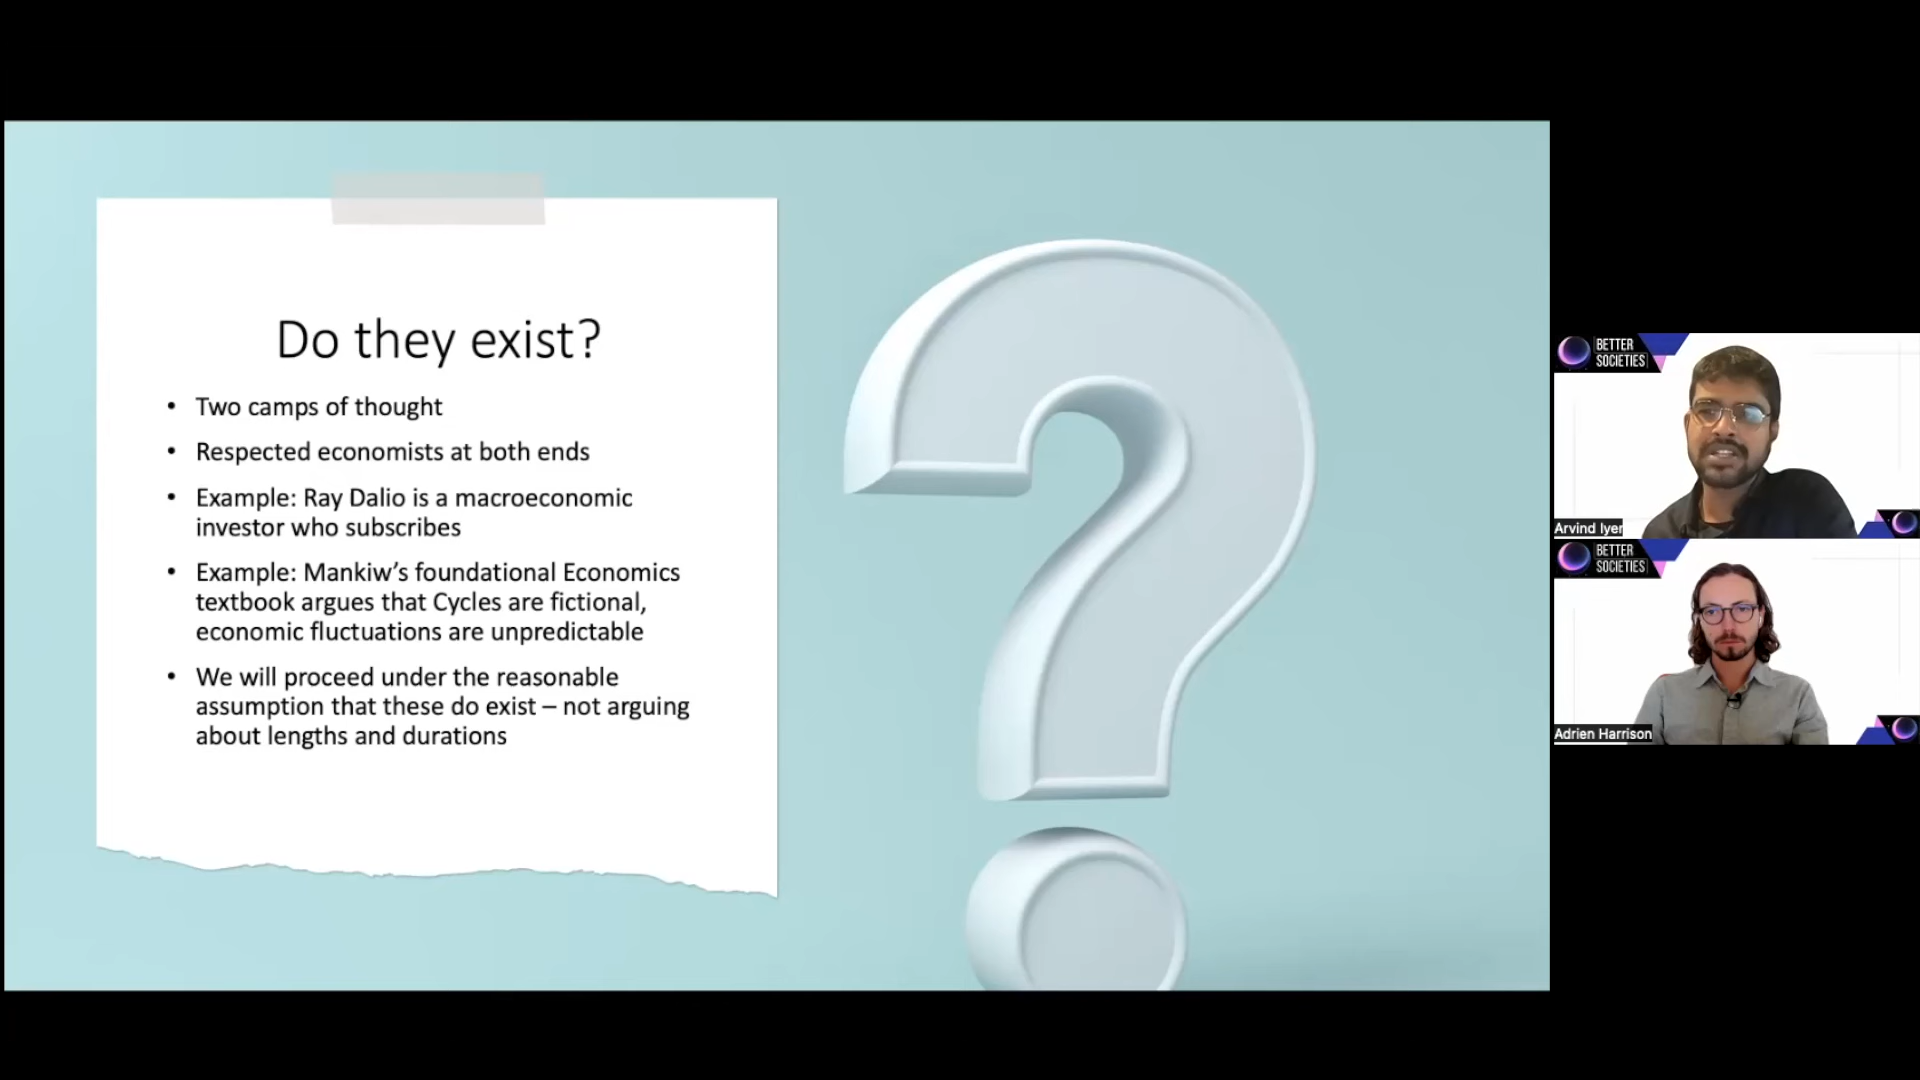 Do they exist?
• Two camps of thought
• Respected economists at both ends
• Example: Ray Dalio is a macroeconomic
investor who subscribes
• Example: Mankiw's foundational Economics
textbook argues that Cycles are fictional,
economic fluctuations are unpredictable
• We will proceed under the reasonable
assumption that these do exist – not arguing
about lengths and durations
?
BETTER
SOCIETIES
Arvind Iyer
BETTER
SOCIETIES
Adrien Harrison